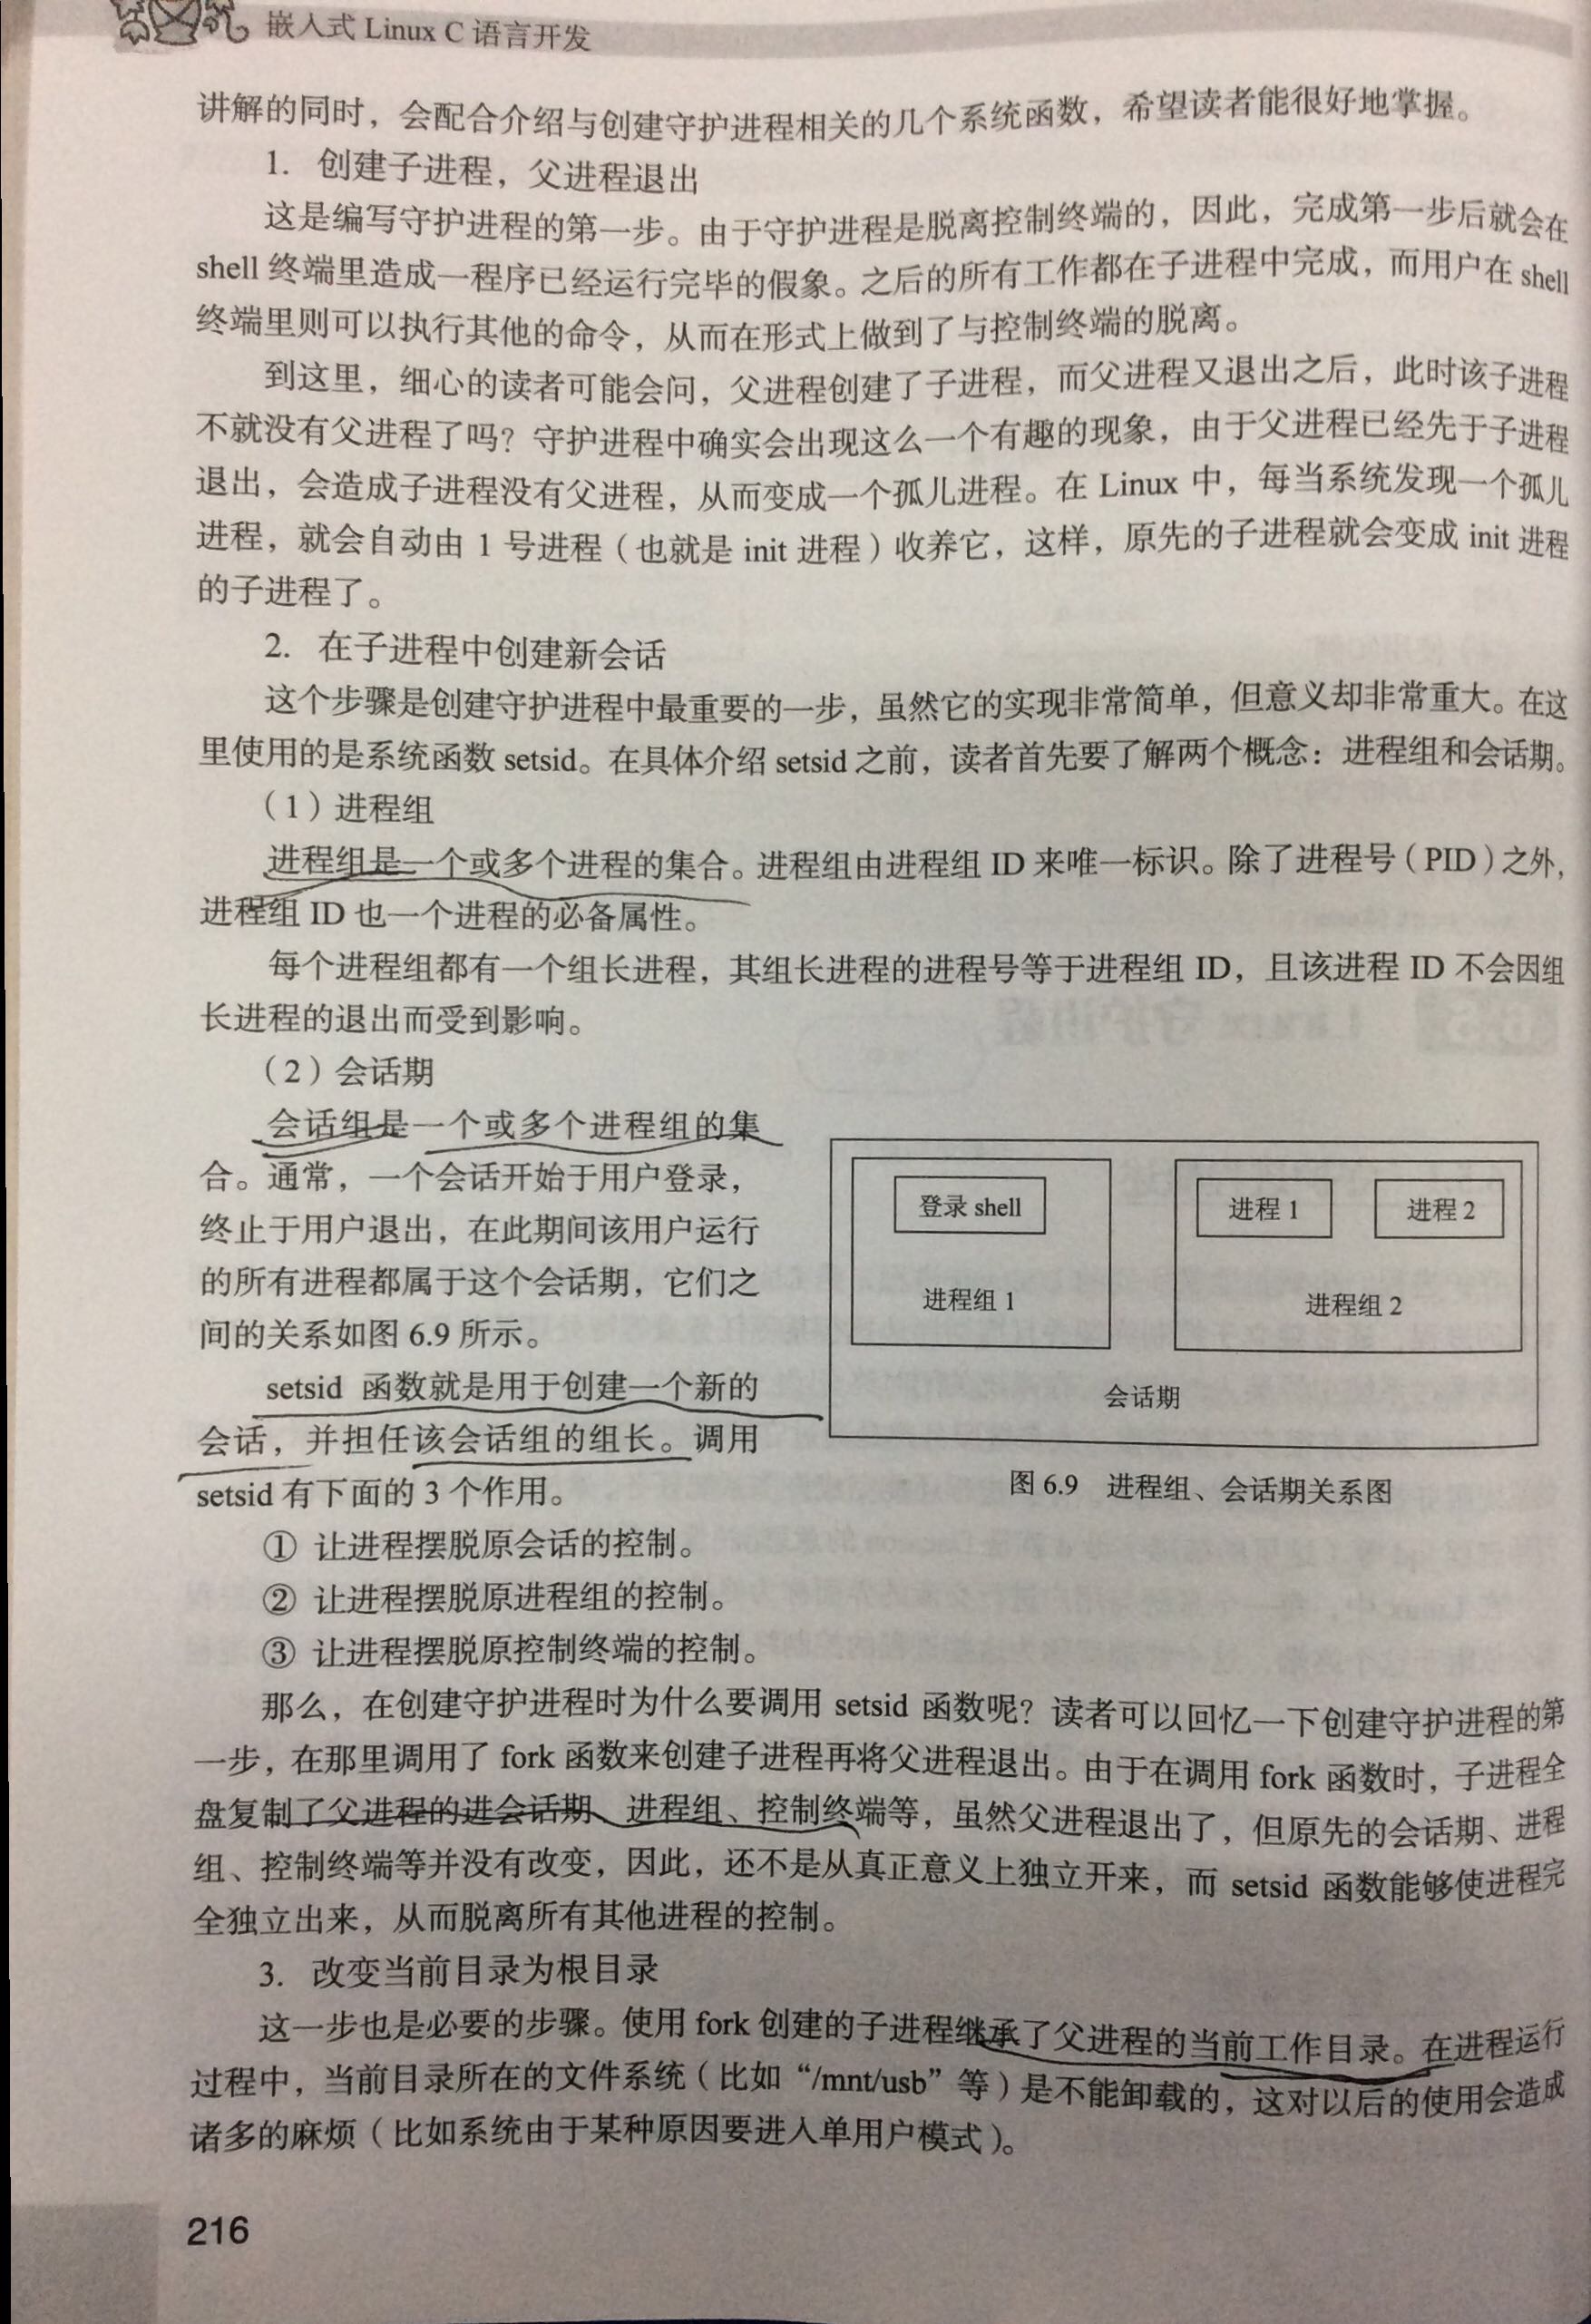 嵌入式 Linux C 语言开发
讲解的同时，会配合介绍与创建守护进程相关的几个系统函数，希望读者能很好地掌握。
1. 创建子进程，父进程退出
这是编写守护进程的第一步。由于守护进程是脱离控制终端的，因此，完成第一步后就会在
shell 终端里造成一程序已经运行完毕的假象。之后的所有工作都在子进程中完成，而用户在 shell
终端里则可以执行其他的命令，从而在形式上做到了与控制终端的脱离。
到这里，细心的读者可能会问，父进程创建了子进程，而父进程又退出之后，此时该子进程
不就没有父进程了吗？守护进程中确实会出现这么一个有趣的现象，由于父进程已经先于子进程
退出，会造成子进程没有父进程，从而变成一个孤儿进程。在 Linux 中，每当系统发现一个孤儿
进程，就会自动由 1 号进程（也就是 init 进程）收养它，这样，原先的子进程就会变成 init 进程
的子进程了。
2. 在子进程中创建新会话
这个步骤是创建守护进程中最重要的一步，虽然它的实现非常简单，但意义却非常重大。在这
里使用的是系统函数 setsid。在具体介绍 setsid 之前，读者首先要了解两个概念：进程组和会话期。
（1）进程组
进程组是一个或多个进程的集合。进程组由进程组 ID 来唯一标识。除了进程号（PID）之外，
进程组 ID 也一个进程的必备属性。
每个进程组都有一个组长进程，其组长进程的进程号等于进程组 ID，且该进程 ID 不会因组
长进程的退出而受到影响。
（2）会话期
会话组是一个或多个进程组的集
合。通常，一个会话开始于用户登录，
终止于用户退出，在此期间该用户运行
的所有进程都属于这个会话期，它们之
间的关系如图 6.9 所示。
setsid 函数就是用于创建一个新的
会话，并担任该会话组的组长。调用
setsid 有下面的 3 个作用。
登录 shell
进程 1
进程 2
进程组 1
进程组 2
会话期
图 6.9 进程组、会话期关系图
① 让进程摆脱原会话的控制。
② 让进程摆脱原进程组的控制。
③ 让进程摆脱原控制终端的控制。
那么，在创建守护进程时为什么要调用 setsid 函数呢？读者可以回忆一下创建守护进程的第
一步，在那里调用了 fork 函数来创建子进程再将父进程退出。由于在调用 fork 函数时，子进程全
盘复制了父进程的进会话期、进程组、控制终端等，虽然父进程退出了，但原先的会话期、进程
组、控制终端等并没有改变，因此，还不是从真正意义上独立开来，而 setsid 函数能够使进程完
全独立出来，从而脱离所有其他进程的控制。
3. 改变当前目录为根目录
这一步也是必要的步骤。使用 fork 创建的子进程继承了父进程的当前工作目录。在进程运行
过程中，当前目录所在的文件系统（比如“/mnt/usb”等）是不能卸载的，这对以后的使用会造成
诸多的麻烦（比如系统由于某种原因要进入单用户模式）。
216